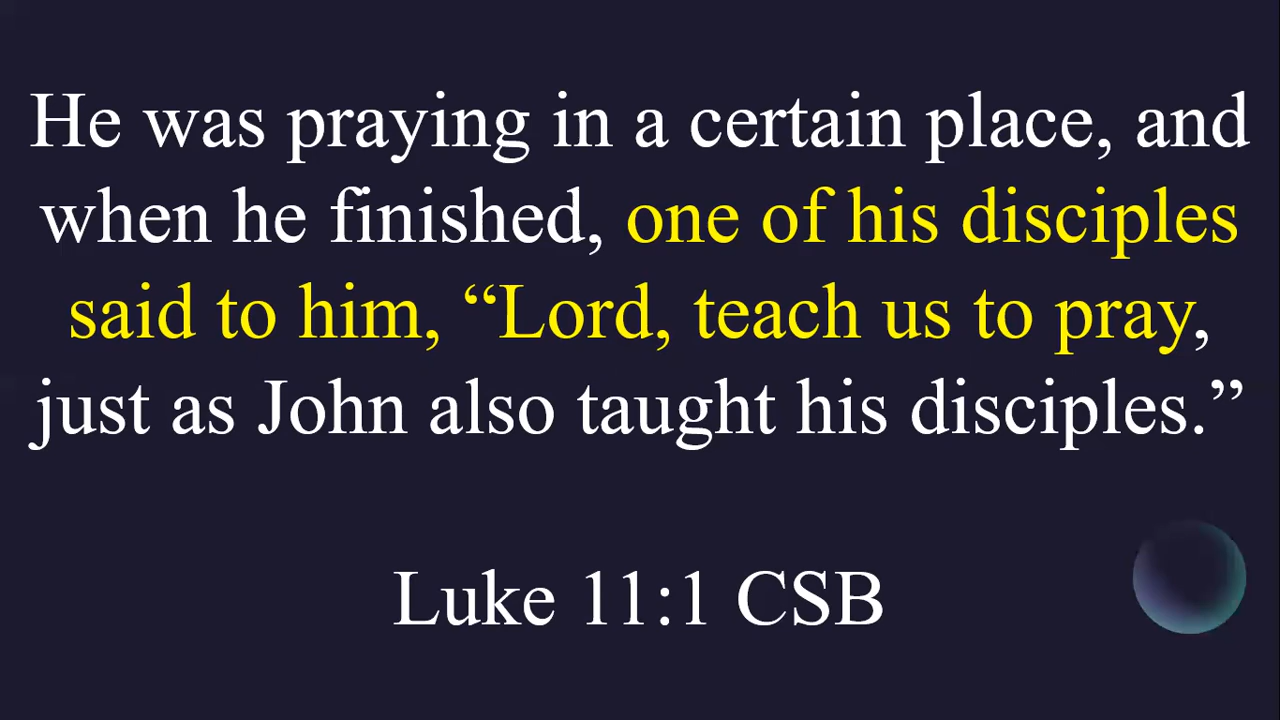 He was praying in a certain place, and
when he finished, one of his disciples
said to him, “Lord, teach us to pray,
just as John also taught his disciples.”
Luke 11:1 CSB